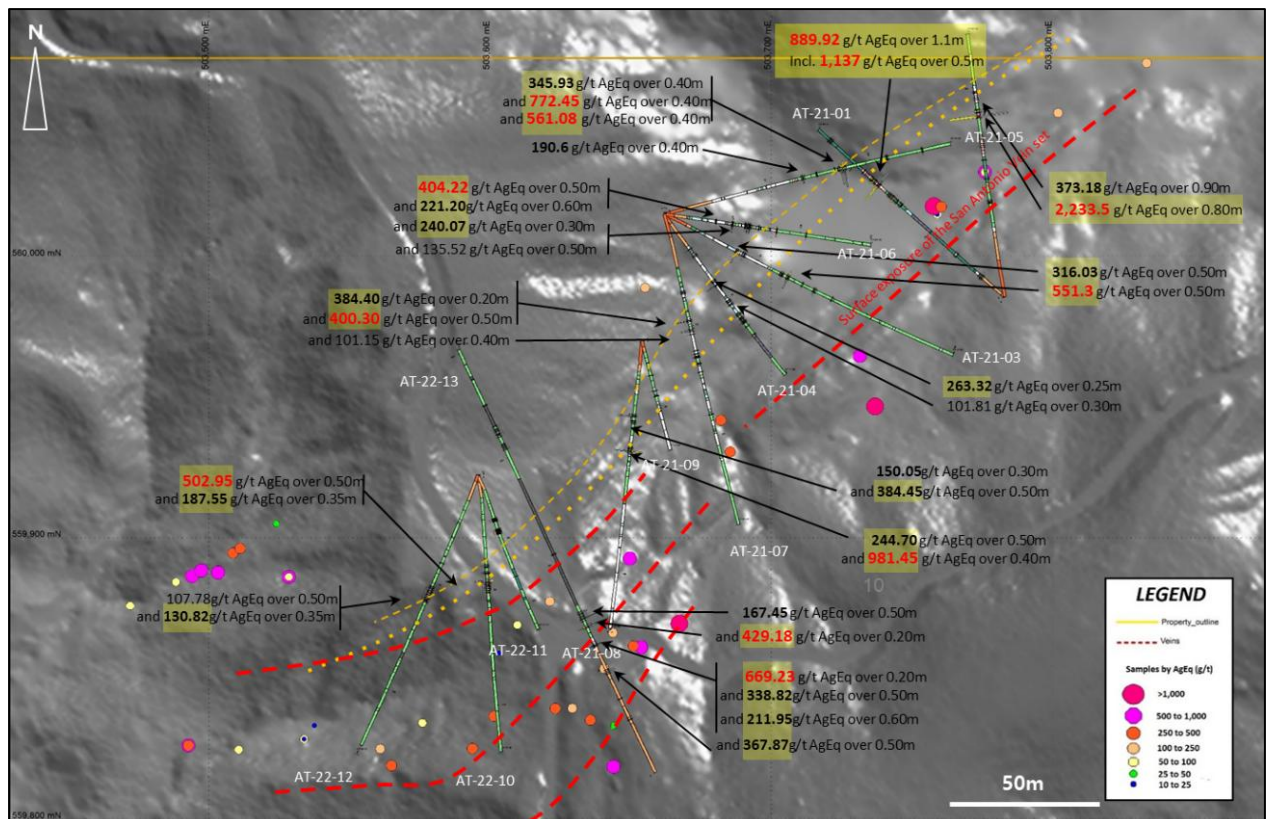 N
503,500 mE
503,600 mE
503,700 mE
503,800 mE
889.92 g/t AgEq over 1.1m
Incl. 1,137 g/t AgEq over 0.5m
345.93 g/t AgEq over 0.40m
and 772.45 g/t AgEq over 0.40m
and 561.08 g/t AgEq over 0.40m
AT-21-01
AT-21-05
190.6 g/t AgEq over 0.40m
404.22 g/t AgEq over 0.50m
and 221.20 g/t AgEq over 0.60m
and 240.07 g/t AgEq over 0.30m
and 135.52 g/t AgEq over 0.50m
373.18 g/t AgEq over 0.90m
2,233.5 g/t AgEq over 0.80m
Surface exposure of the San Antonio Vein set
560,000 mN
AT-21-06
316.03 g/t AgEq over 0.50m
551.3 g/t AgEq over 0.50m
384.40 g/t AgEq over 0.20m
and 400.30 g/t AgEq over 0.50m
and 101.15 g/t AgEq over 0.40m
AT-21-03
AT-22-13
AT-21-04
263.32 g/t AgEq over 0.25m
101.81 g/t AgEq over 0.30m
AT-21-09
150.05 g/t AgEq over 0.30m
and 384.45 g/t AgEq over 0.50m
502.95 g/t AgEq over 0.50m
and 187.55 g/t AgEq over 0.35m
559,900 mN
AT-21-07
244.70 g/t AgEq over 0.50m
and 981.45 g/t AgEq over 0.40m
10
107.78g/t AgEq over 0.50m
and 130.82 g/t AgEq over 0.35m
167.45 g/t AgEq over 0.50m
and 429.18 g/t AgEq over 0.20m
AT-22-11
AT-21-08
669.23 g/t AgEq over 0.20m
and 338.82 g/t AgEq over 0.50m
and 211.95g/t AgEq over 0.60m
and 367.87g/t AgEq over 0.50m
AT-22-12
AT-22-10
50m
559,800 mN
LEGEND
Property_outline
Veins
Samples by AgEq (g/t)
>1,000
500 to 1,000
250 to 500
100 to 250
50 to 100
25 to 50
10 to 25